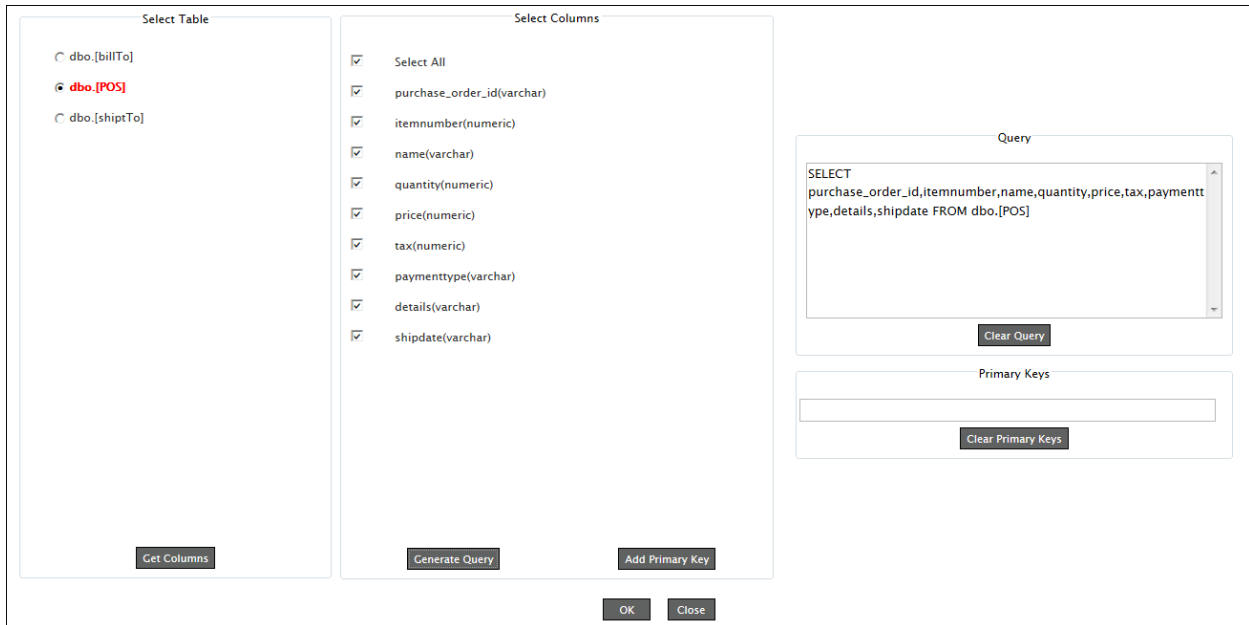 Select Table
dbo.[billTo]
dbo.[POS]
dbo.[shiptTo]
Get Columns
Select Columns
Select All
purchase_order_id(varchar)
itemnumber(numeric)
name(varchar)
quantity(numeric)
price(numeric)
tax(numeric)
paymenttype(varchar)
details(varchar)
shipdate(varchar)
Generate Query
Add Primary Key
Query
SELECT
purchase_order_id,itemnumber,name,quantity,price,tax,paymentt
ype,details,shipdate FROM dbo.[POS]
Clear Query
Primary Keys
Clear Primary Keys
OK
Close